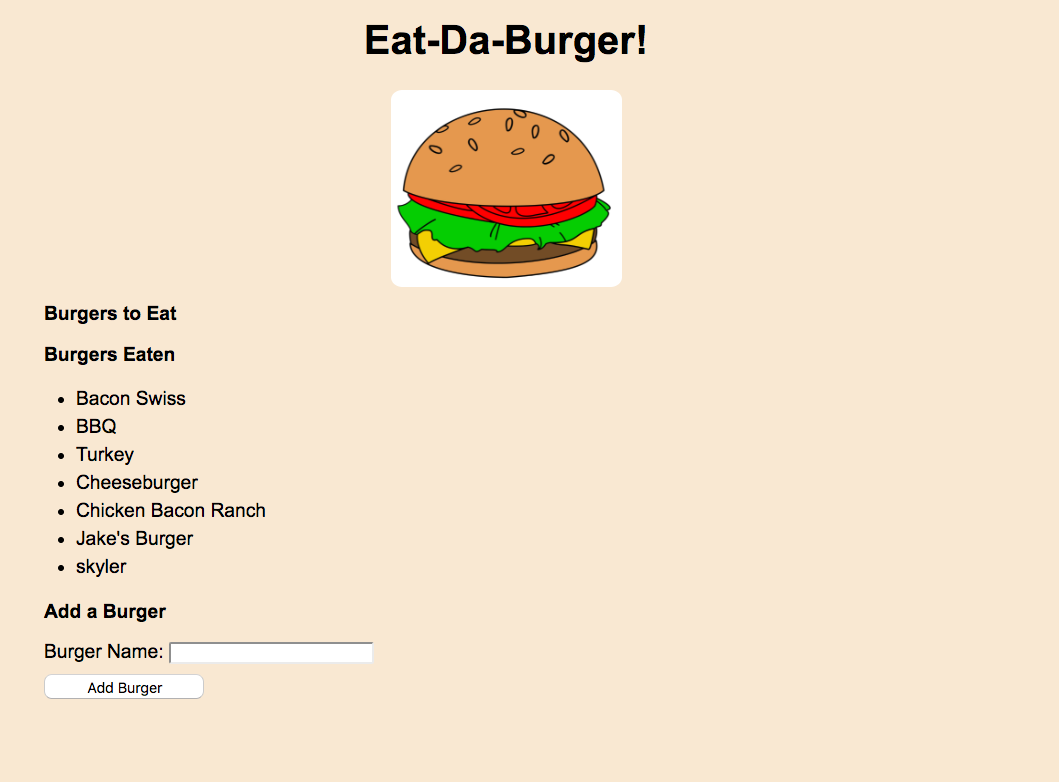 Eat-Da-Burger!
Burgers to Eat
Burgers Eaten
Bacon Swiss
BBQ
Turkey
Cheeseburger
Chicken Bacon Ranch
Jake's Burger
skyler
Add a Burger
Burger Name:
Add Burger